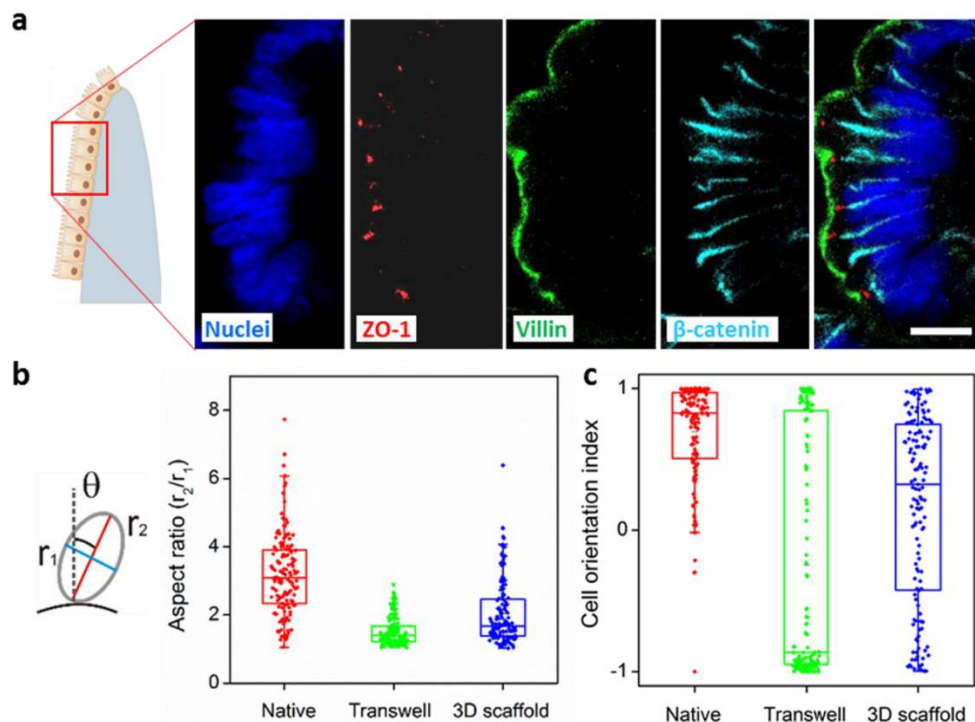 a
Nuclei
ZO-1
Villin
β-catenin
b
θ
r₁
r₂
Aspect ratio (r₂/r₁)
8
6
4
2
0
Native
Transwell
3D scaffold
c
Cell orientation index
1
0
-1
Native
Transwell
3D scaffold